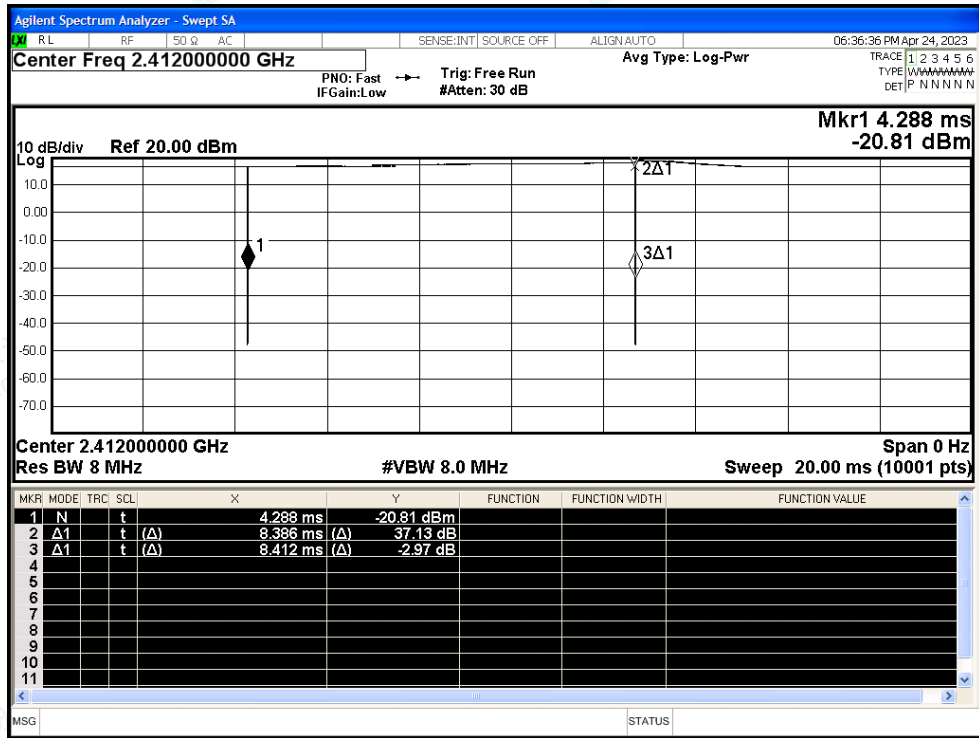 Agilent Spectrum Analyzer - Swept SA
LXI RL RF 50 Ω AC SENSE:INT SOURCE OFF ALIGN AUTO 06:36:36 PM Apr 24, 2023
Center Freq 2.412000000 GHz
PNO: Fast
IFGain:Low
Trig: Free Run
#Atten: 30 dB
Avg Type: Log-Pwr
TRACE 1 2 3 4 5 6
TYPE WWWWWW
DET P N N N N N
Mkr1 4.288 ms
-20.81 dBm
10 dB/div Ref 20.00 dBm
Log
10.0
0.00
-10.0
-20.0
-30.0
-40.0
-50.0
-60.0
-70.0
2Δ1
1
3Δ1
Center 2.412000000 GHz Span 0 Hz
Res BW 8 MHz #VBW 8.0 MHz Sweep 20.00 ms (10001 pts)
MKR MODE TRC SCL X Y FUNCTION FUNCTION WIDTH FUNCTION VALUE
1 N t 4.288 ms -20.81 dBm
2 Δ1 t (Δ) 8.386 ms (Δ) 37.13 dB
3 Δ1 t (Δ) 8.412 ms (Δ) -2.97 dB
4
5
6
7
8
9
10
11
MSG STATUS